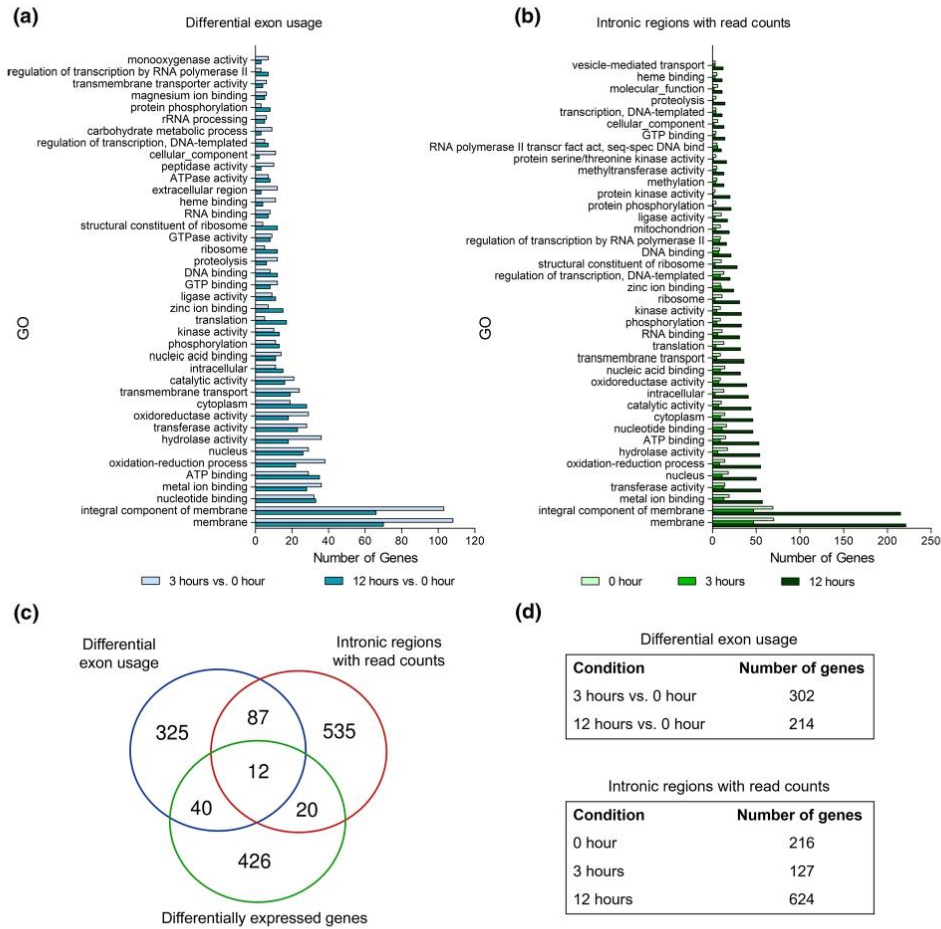 (a)
Differential exon usage
monooxygenase activity
regulation of transcription by RNA polymerase II
transmembrane transporter activity
magnesium ion binding
protein phosphorylation
rRNA processing
carbohydrate metabolic process
regulation of transcription, DNA-templated
cellular_component
peptidase activity
ATPase activity
extracellular region
heme binding
RNA binding
structural constituent of ribosome
GTPase activity
ribosome
proteolysis
DNA binding
GTP binding
ligase activity
zinc ion binding
translation
kinase activity
phosphorylation
nucleic acid binding
intracellular
catalytic activity
transmembrane transport
cytoplasm
oxidoreductase activity
transferase activity
hydrolase activity
nucleus
oxidation-reduction process
ATP binding
metal ion binding
nucleotide binding
integral component of membrane
membrane
GO
0 20 40 60 80 100 120
Number of Genes
3 hours vs. 0 hour 12 hours vs. 0 hour
(b)
Intronic regions with read counts
vesicle-mediated transport
heme binding
molecular_function
proteolysis
transcription, DNA-templated
cellular_component
GTP binding
RNA polymerase II transcr fact act, seq-spec DNA bind
protein serine/threonine kinase activity
methyltransferase activity
methylation
protein kinase activity
protein phosphorylation
ligase activity
mitochondrion
regulation of transcription by RNA polymerase II
DNA binding
structural constituent of ribosome
regulation of transcription, DNA-templated
zinc ion binding
ribosome
kinase activity
phosphorylation
RNA binding
translation
transmembrane transport
nucleic acid binding
oxidoreductase activity
intracellular
catalytic activity
cytoplasm
nucleotide binding
ATP binding
hydrolase activity
oxidation-reduction process
nucleus
transferase activity
metal ion binding
integral component of membrane
membrane
GO
0 50 100 150 200 250
Number of Genes
0 hour 3 hours 12 hours
(c)
Differential
exon usage
Intronic regions
with read counts
325 87 535
12
40 20
426
Differentially expressed genes
(d)
Differential exon usage
Condition Number of genes
3 hours vs. 0 hour 302
12 hours vs. 0 hour 214
Intronic regions with read counts
Condition Number of genes
0 hour 216
3 hours 127
12 hours 624